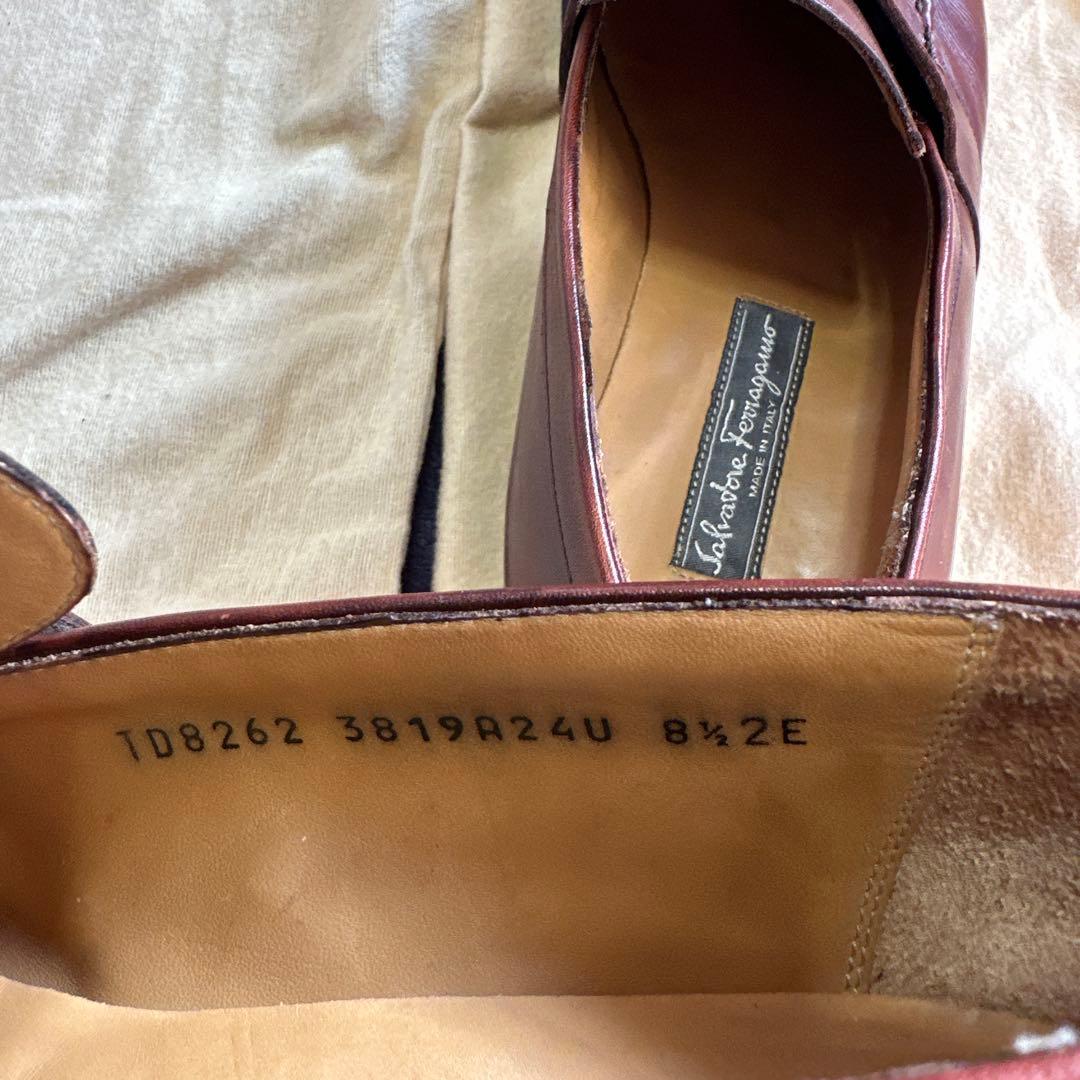 Salvatore Ferragamo
MADE IN ITALY
TD8262 3819A24U 8½2E